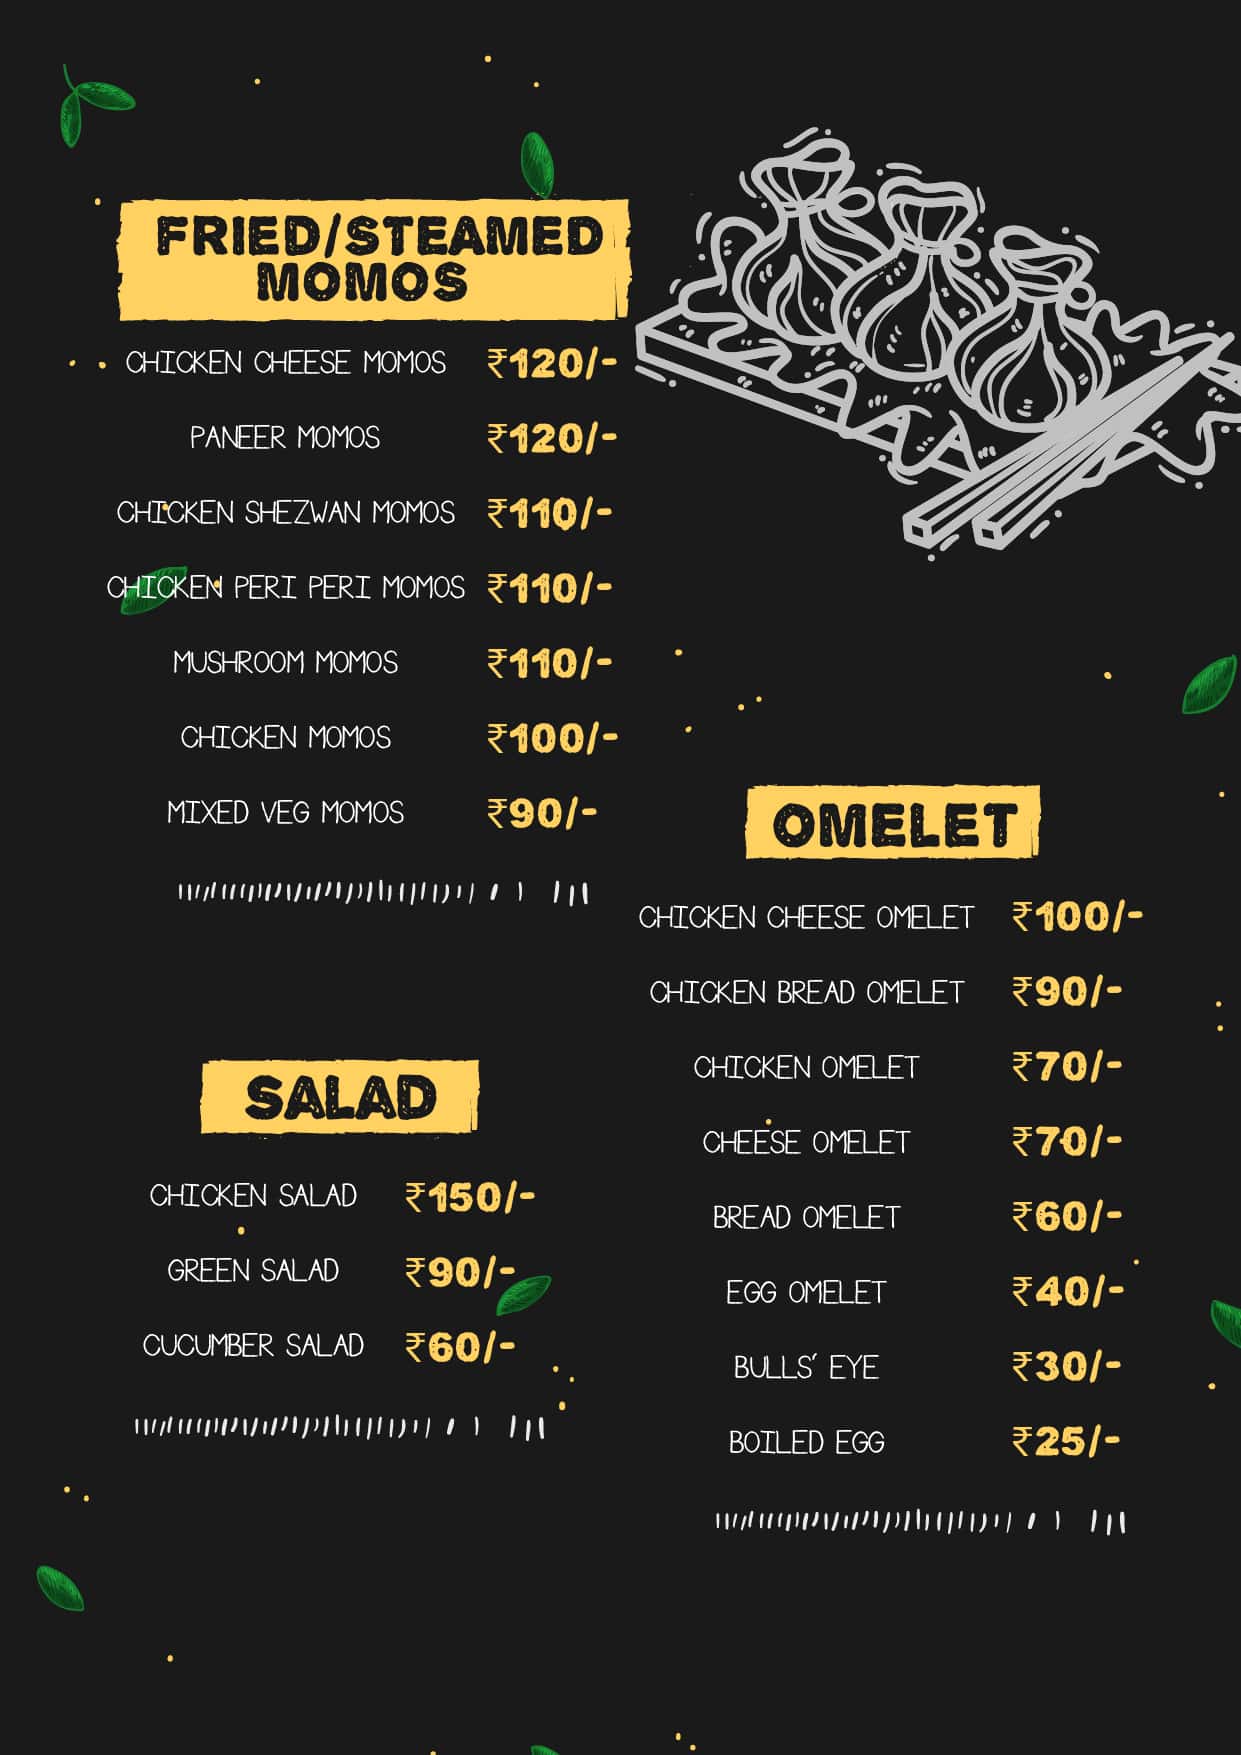 FRIED/STEAMED
MOMOS
CHICKEN CHEESE MOMOS ₹120/-
PANEER MOMOS ₹120/-
CHICKEN SHEZWAN MOMOS ₹110/-
CHICKEN PERI PERI MOMOS ₹110/-
MUSHROOM MOMOS ₹110/-
CHICKEN MOMOS ₹100/-
MIXED VEG MOMOS ₹90/-
SALAD
CHICKEN SALAD ₹150/-
GREEN SALAD ₹90/-
CUCUMBER SALAD ₹60/-
OMELET
CHICKEN CHEESE OMELET ₹100/-
CHICKEN BREAD OMELET ₹90/-
CHICKEN OMELET ₹70/-
CHEESE OMELET ₹70/-
BREAD OMELET ₹60/-
EGG OMELET ₹40/-
BULLS' EYE ₹30/-
BOILED EGG ₹25/-